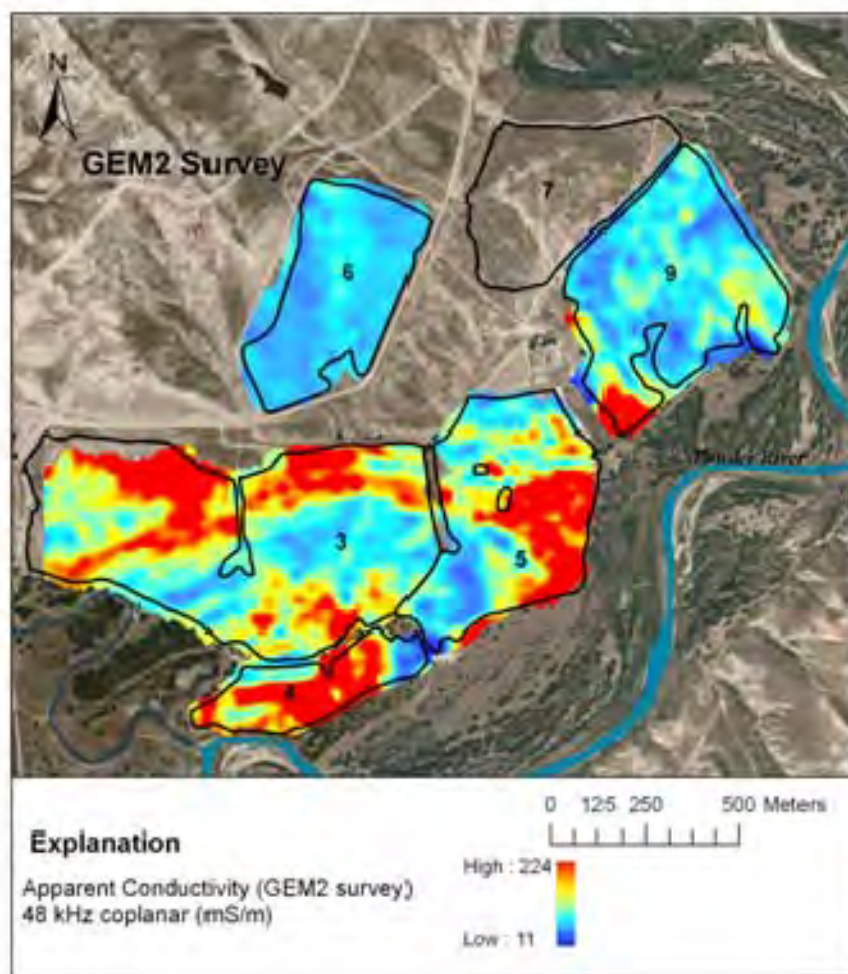 N
GEM2 Survey
7
6
9
Powder River
3
5
4
Explanation
Apparent Conductivity (GEM2 survey)
48 kHz coplanar (mS/m)
0 125 250 500 Meters
High : 224
Low : 11